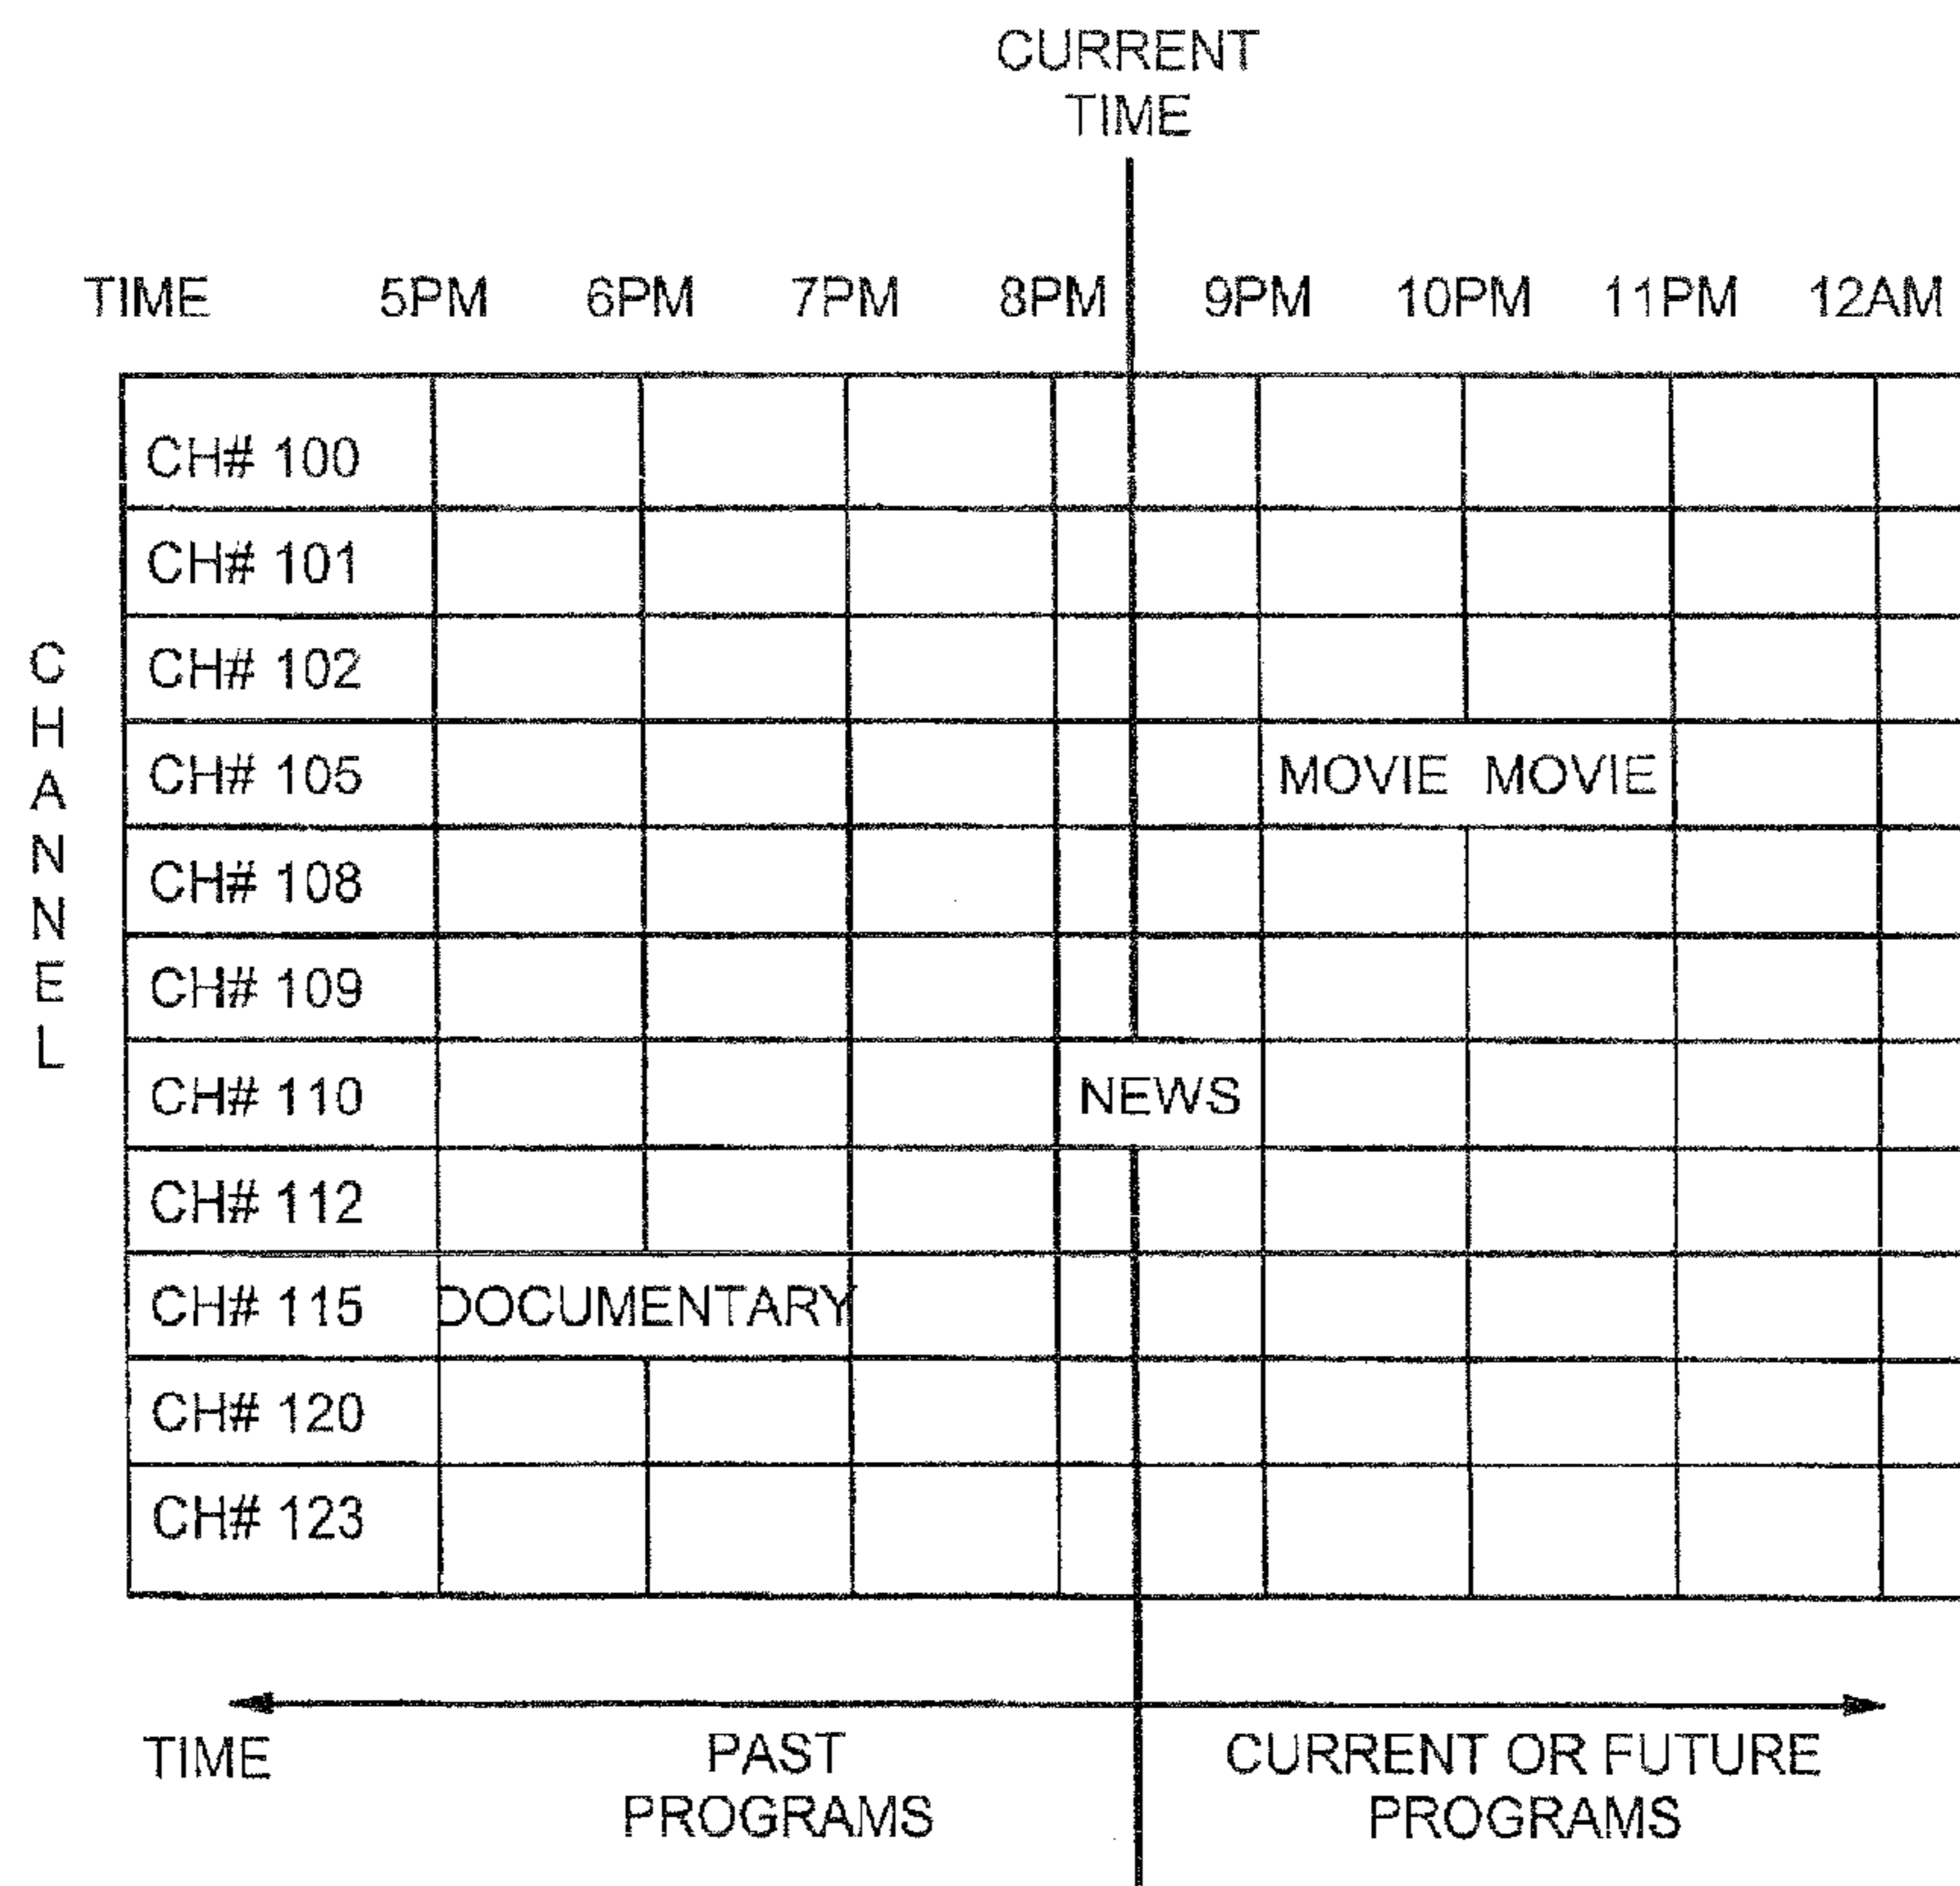 CURRENT
TIME
TIME 5PM 6PM 7PM 8PM 9PM 10PM 11PM 12AM
CHANNEL
CH# 100
CH# 101
CH# 102
CH# 105 MOVIE MOVIE
CH# 108
CH# 109
CH# 110 NEWS
CH# 112
CH# 115 DOCUMENTARY
CH# 120
CH# 123
TIME
PAST
PROGRAMS
CURRENT OR FUTURE
PROGRAMS